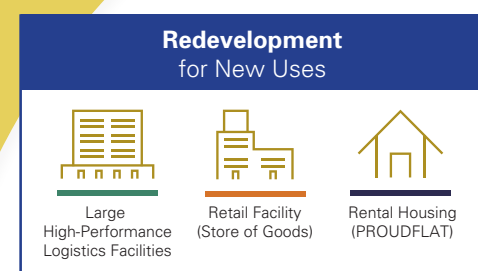 Redevelopment
for New Uses
Large
High-Performance
Logistics Facilities
Retail Facility
(Store of Goods)
Rental Housing
(PROUDFLAT)